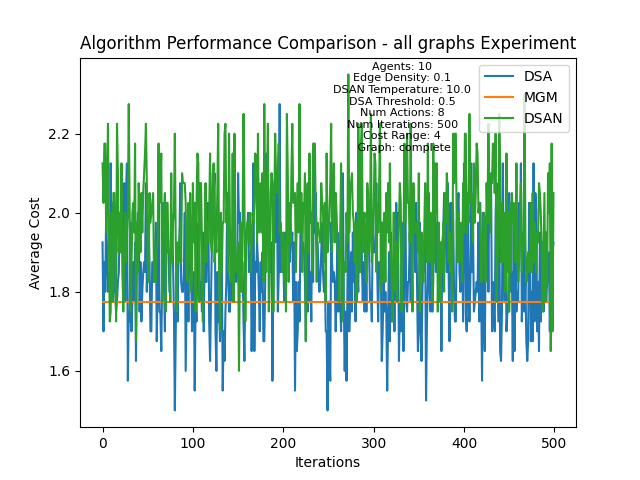 Algorithm Performance Comparison - all graphs Experiment
Agents: 10
Edge Density: 0.1
DSAN Temperature: 10.0
DSA Threshold: 0.5
Num Actions: 8
Num Iterations: 500
Cost Range: 4
Graph: complete
DSA
MGM
DSAN
Average Cost
2.2
2.0
1.8
1.6
0
100
200
300
400
500
Iterations